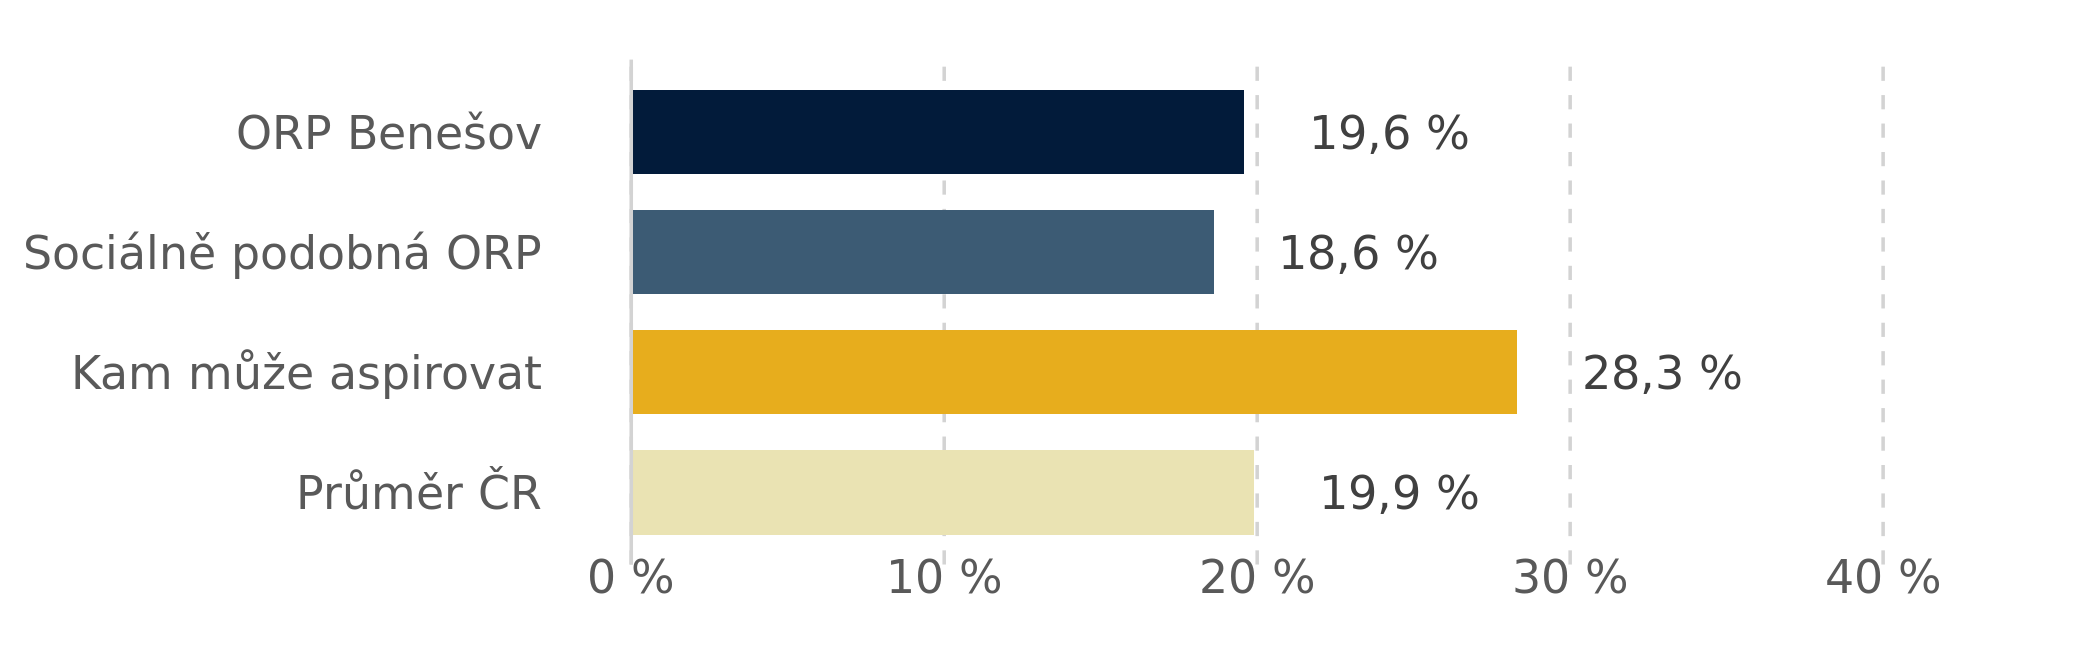 ORP Benešov
19,6 %
Sociálně podobná ORP
18,6 %
Kam může aspirovat
28,3 %
Průměr ČR
19,9 %
0 %
10 %
20 %
30 %
40 %